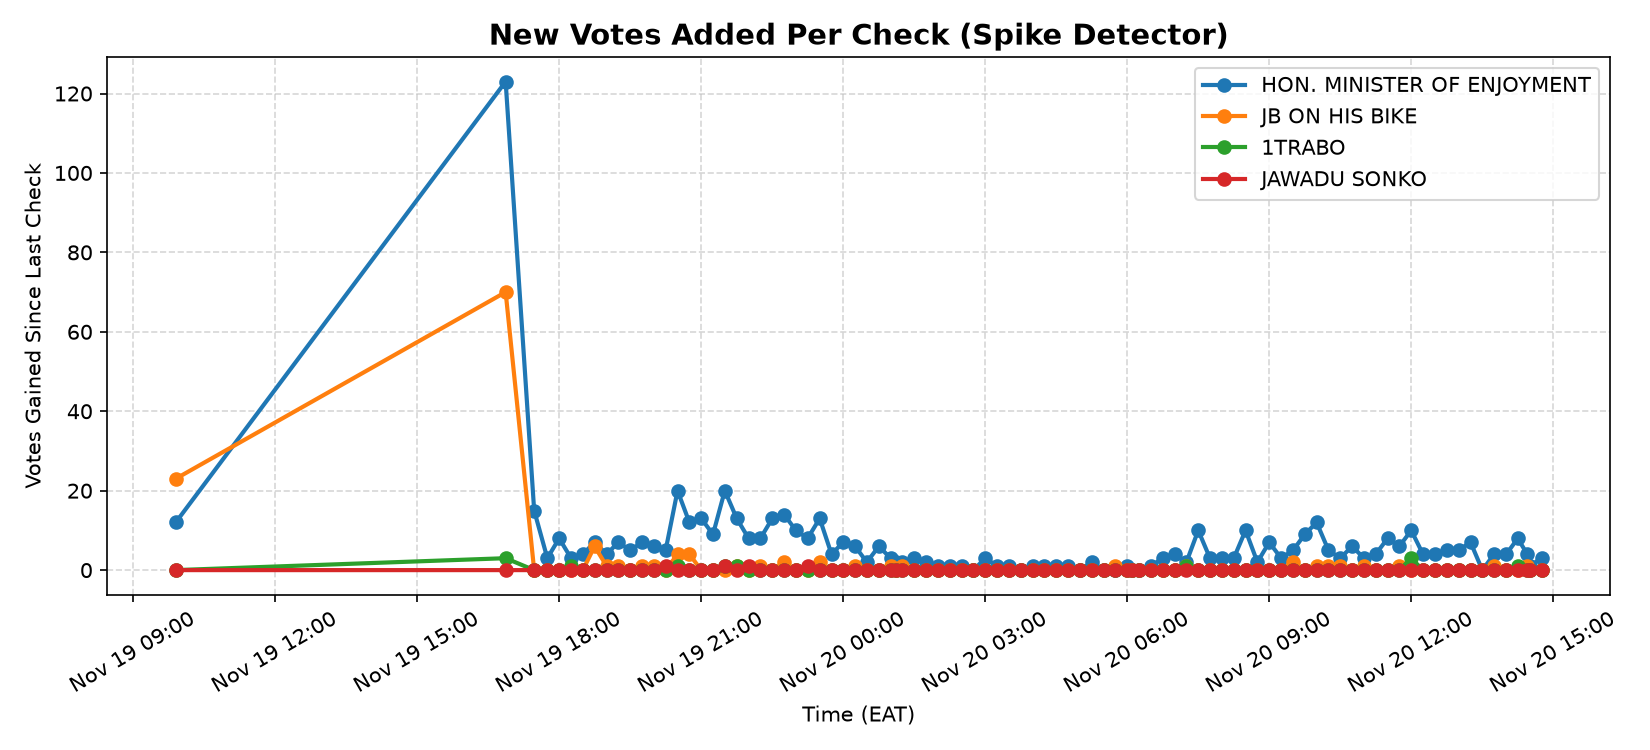 New Votes Added Per Check (Spike Detector)
HON. MINISTER OF ENJOYMENT
JB ON HIS BIKE
1TRABO
JAWADU SONKO
Votes Gained Since Last Check
120
100
80
60
40
20
0
Nov 19 09:00
Nov 19 12:00
Nov 19 15:00
Nov 19 18:00
Nov 19 21:00
Nov 20 00:00
Nov 20 03:00
Nov 20 06:00
Nov 20 09:00
Nov 20 12:00
Nov 20 15:00
Time (EAT)